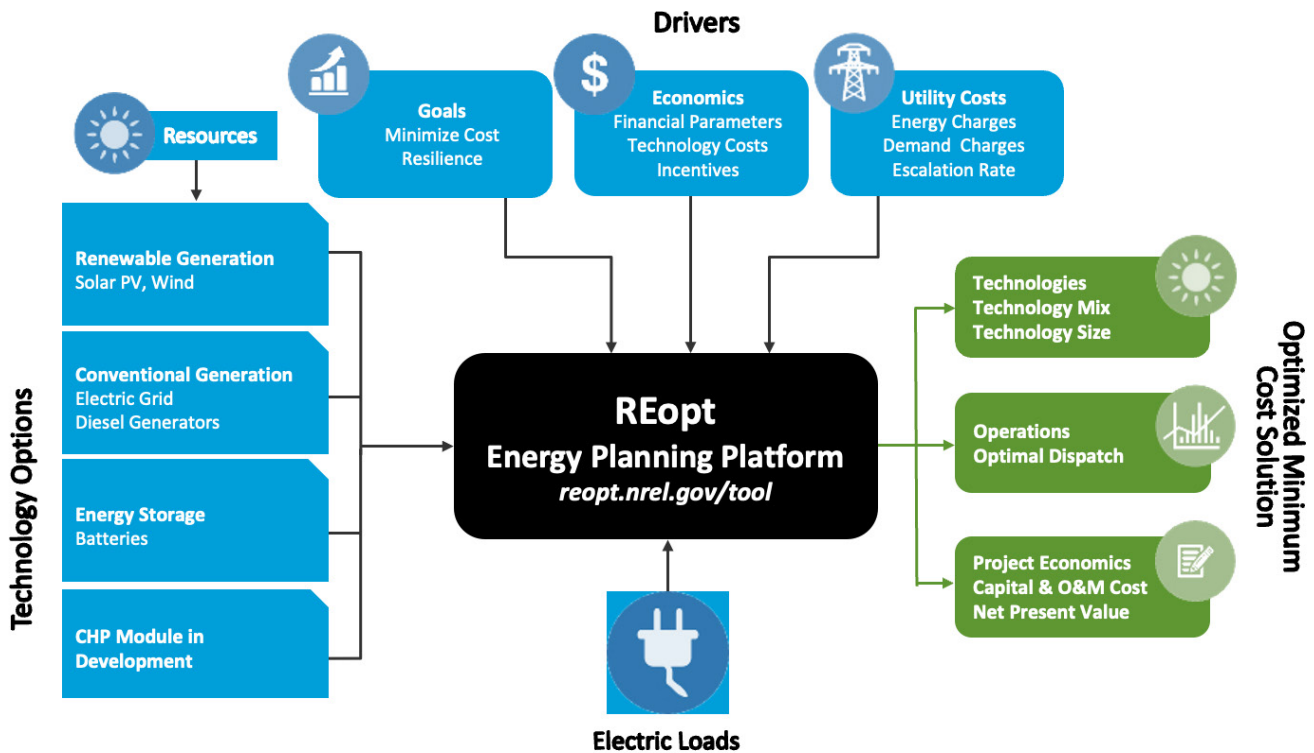 Drivers
Resources
Goals
Minimize Cost
Resilience
Economics
Financial Parameters
Technology Costs
Incentives
Utility Costs
Energy Charges
Demand Charges
Escalation Rate
Technology Options
Renewable Generation
Solar PV, Wind
Conventional Generation
Electric Grid
Diesel Generators
Energy Storage
Batteries
CHP Module in
Development
REopt
Energy Planning Platform
reopt.nrel.gov/tool
Electric Loads
Technologies
Technology Mix
Technology Size
Operations
Optimal Dispatch
Project Economics
Capital & O&M Cost
Net Present Value
Optimized Minimum
Cost Solution
$